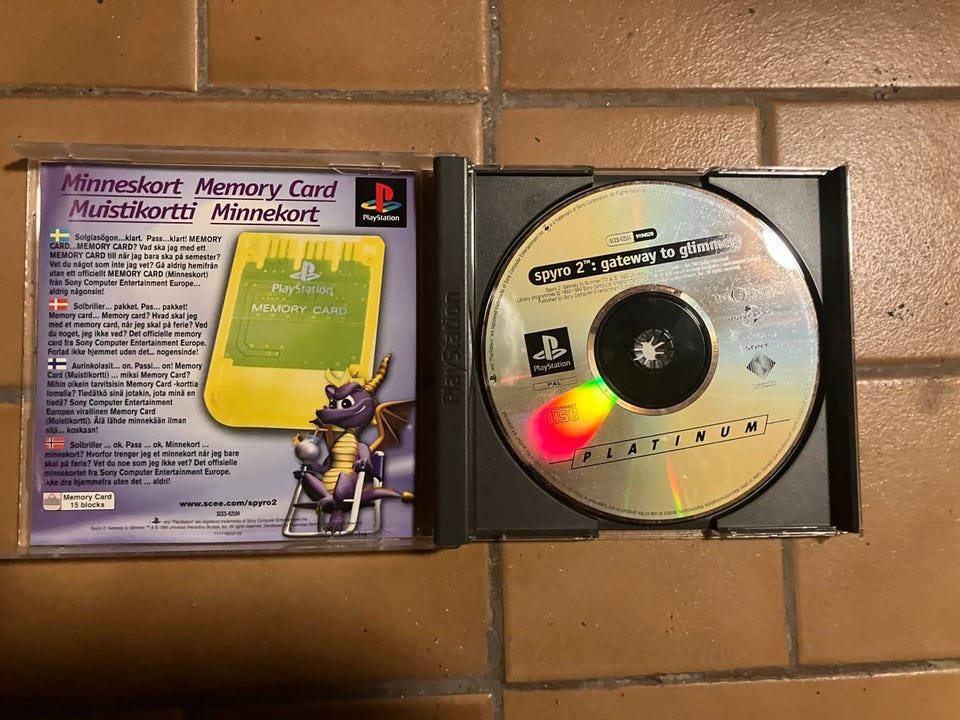 Minneskort Memory Card
Muistikortti Minnekort
PlayStation
Solglasögon...klart. Pass...klart! MEMORY
CARD...MEMORY CARD? Vad ska jag med ett
MEMORY CARD till när jag bara ska på semester?
Vet du något som inte jag vet? Gå aldrig hemifrån
utan ett officiellt MEMORY CARD (Minneskort)
från Sony Computer Entertainment Europe...
aldrig någonsin!
Solbriller... pakket. Pas... pakket!
Memory card... Memory card? Hvad skal jeg
med et memory card, når jeg skal på ferie? Ved
du noget, jeg ikke ved? Det officielle memory
card fra Sony Computer Entertainment Europe.
Forlad ikke hjemmet uden det... nogensinde!
Aurinkolasit... on. Passi... on! Memory
Card (Muistikortti) ... miksi Memory Card?
Mihin oikein tarvitsisin Memory Card -korttia
lomalla? Tiedätkö sinä jotakin, jota minä en
tiedä? Sony Computer Entertainment
Europen virallinen Memory Card
(Muistikortti). Älä lähde minnekään ilman
sitä... koskaan!
Solbriller ... ok. Pass ... ok. Minnekort ...
minnekort? Hvorfor trenger jeg et minnekort når jeg bare
skal på ferie? Vet du noe som jeg ikke vet? Det offisielle
minnekortet fra Sony Computer Entertainment Europe.
Ikke dra hjemmefra uten det ... aldri!
Memory Card
15 blocks
www.scee.com/spyro2
SCES-02104
PlayStation
MEMORY CARD
PlayStation
SCES-02104
spyro 2™: gateway to glimme
PlayStation
PAL
COMPACT
DISC
SONY
PLATINUM